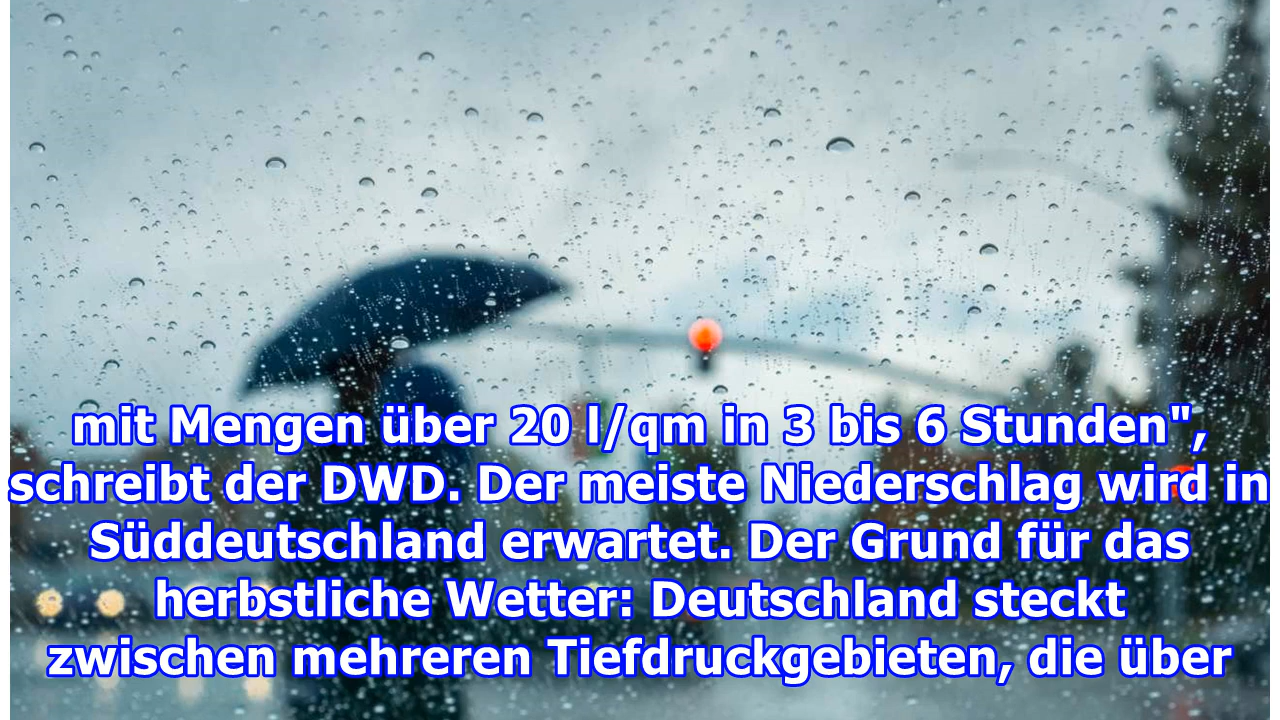 mit Mengen über 20 l/qm in 3 bis 6 Stunden",
schreibt der DWD. Der meiste Niederschlag wird in
Süddeutschland erwartet. Der Grund für das
herbstliche Wetter: Deutschland steckt
zwischen mehreren Tiefdruckgebieten, die über